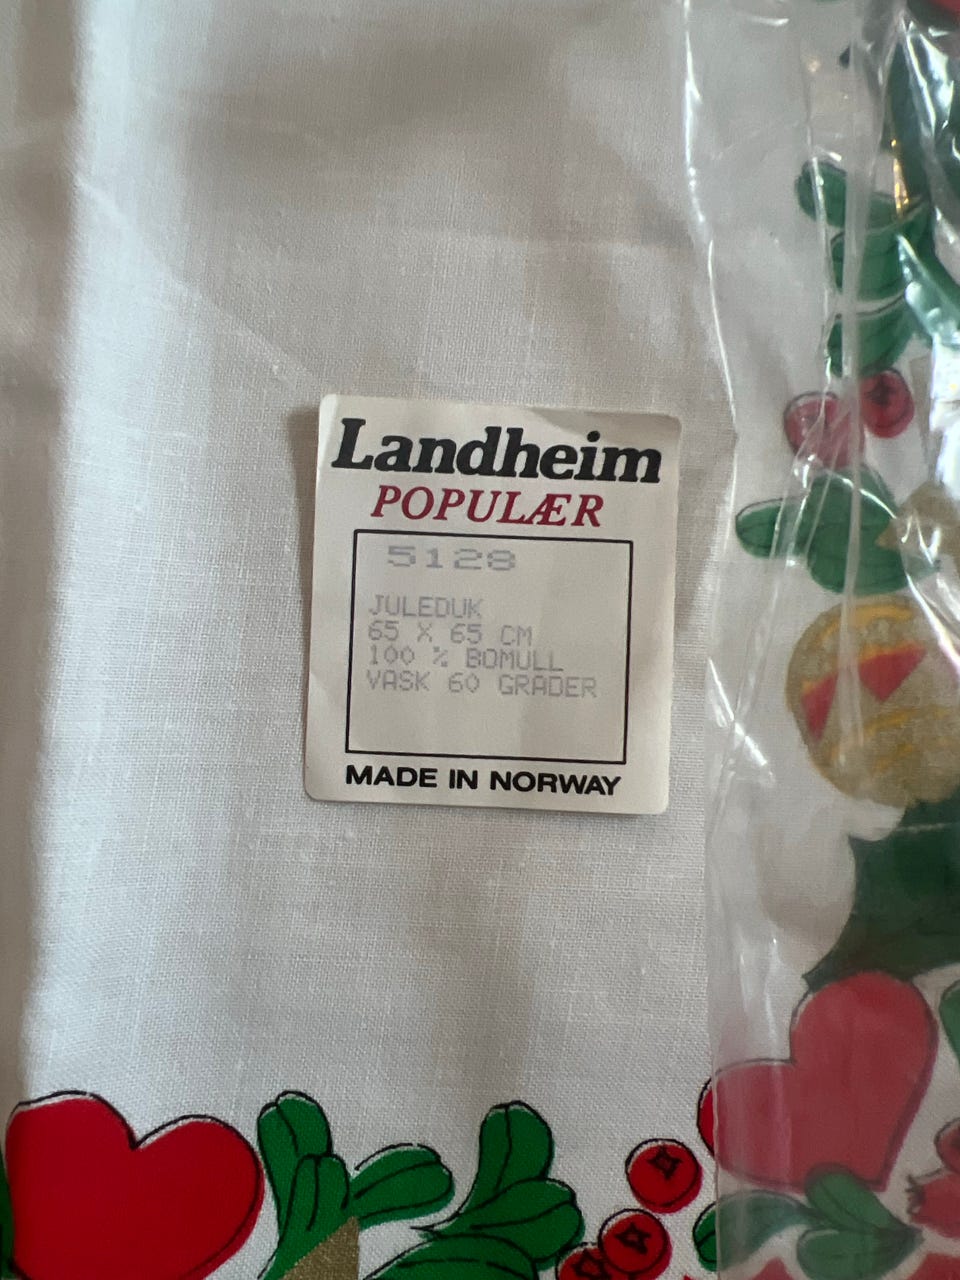 Landheim
POPULÆR
5128
JULEDUK
65 X 65 CM
100 % BOMULL
VASK 60 GRADER
MADE IN NORWAY